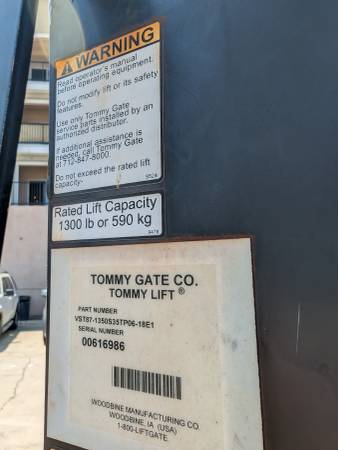 WARNING
Read operator's manual
before operating equipment.
Do not modify lift or its safety
features.
Use only Tommy Gate
service parts installed by an
authorized distributor.
If additional assistance is
needed, call Tommy Gate
at 712-847-8000.
Do not exceed the rated lift
capacity.
Rated Lift Capacity
1300 lb or 590 kg
TOMMY GATE CO.
TOMMY LIFT ®
PART NUMBER
VST87-1350S35TP06-18E1
SERIAL NUMBER
00616986
WOODBINE MANUFACTURING CO.
WOODBINE, IA (USA)
1-800-LIFTGATE